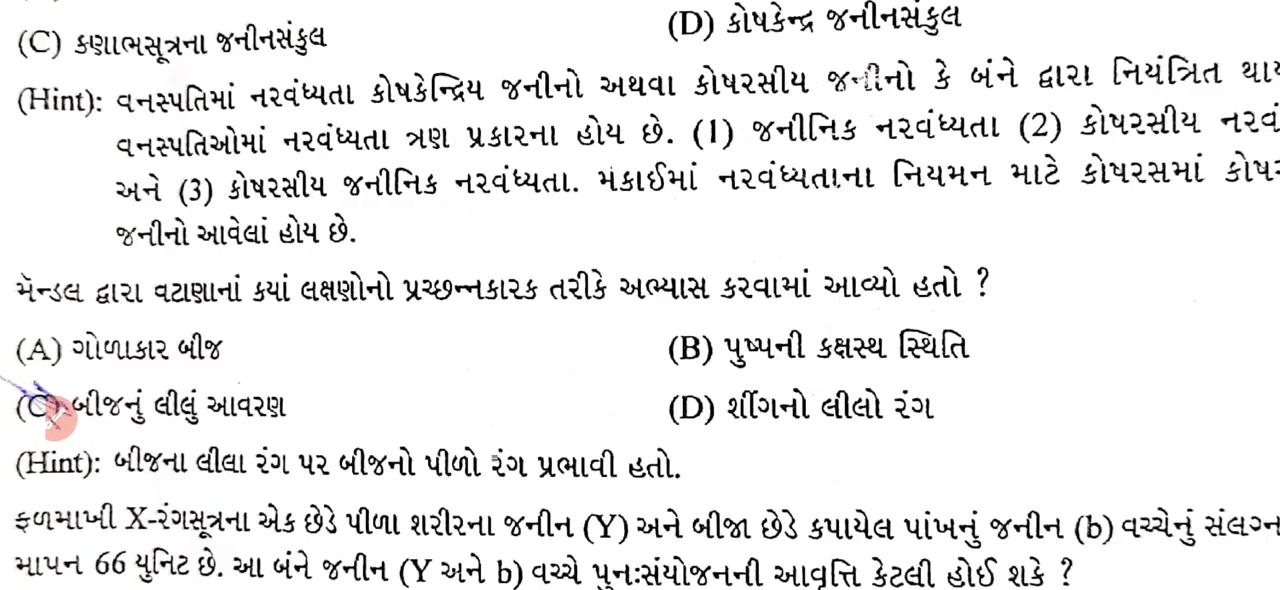 (C) કણાભસૂત્રના જનીનસંકુલ (D) કોષકેન્દ્ર જનીનસંકુલ
(Hint): વનસ્પતિમાં નરવંધ્યતા કોષકેન્દ્રિય જનીનો અથવા કોષરસીય જનીનો કે બંને દ્વારા નિયંત્રિત થાય
વનસ્પતિઓમાં નરવંધ્યતા ત્રણ પ્રકારના હોય છે. (1) જનીનિક નરવંધ્યતા (2) કોષરસીય નરવં
અને (3) કોષરસીય જનીનિક નરવંધ્યતા. મંકાઈમાં નરવંધ્યતાના નિયમન માટે કોષરસમાં કોષ
જનીનો આવેલાં હોય છે.
મૅન્ડલ દ્વારા વટાણાનાં કયાં લક્ષણોનો પ્રચ્છન્નકારક તરીકે અભ્યાસ કરવામાં આવ્યો હતો ?
(A) ગોળાકાર બીજ (B) પુષ્પની કક્ષસ્થ સ્થિતિ
(C) બીજનું લીલું આવરણ (D) શીંગનો લીલો રંગ
(Hint): બીજના લીલા રંગ પર બીજનો પીળો રંગ પ્રભાવી હતો.
ફળમાખી X-રંગસૂત્રના એક છેડે પીળા શરીરના જનીન (Y) અને બીજા છેડે કપાયેલ પાંખનું જનીન (b) વચ્ચેનું સંલગ્ન
માપન 66 યુનિટ છે. આ બંને જનીન (Y અને b) વચ્ચે પુનઃસંયોજનની આવૃત્તિ કેટલી હોઈ શકે ?